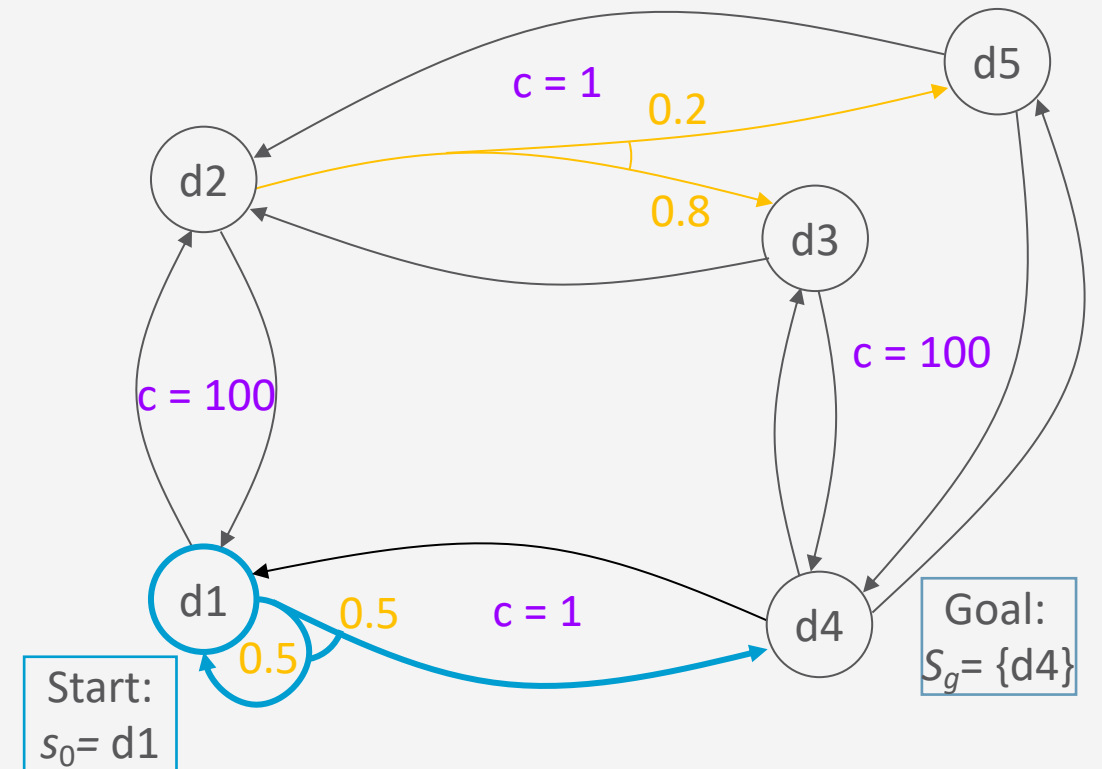 d5
c = 1
0.2
d2
0.8
d3
c = 100
c = 100
d1
0.5
0.5
c = 1
d4
Goal:
Sg= {d4}
Start:
s0= d1